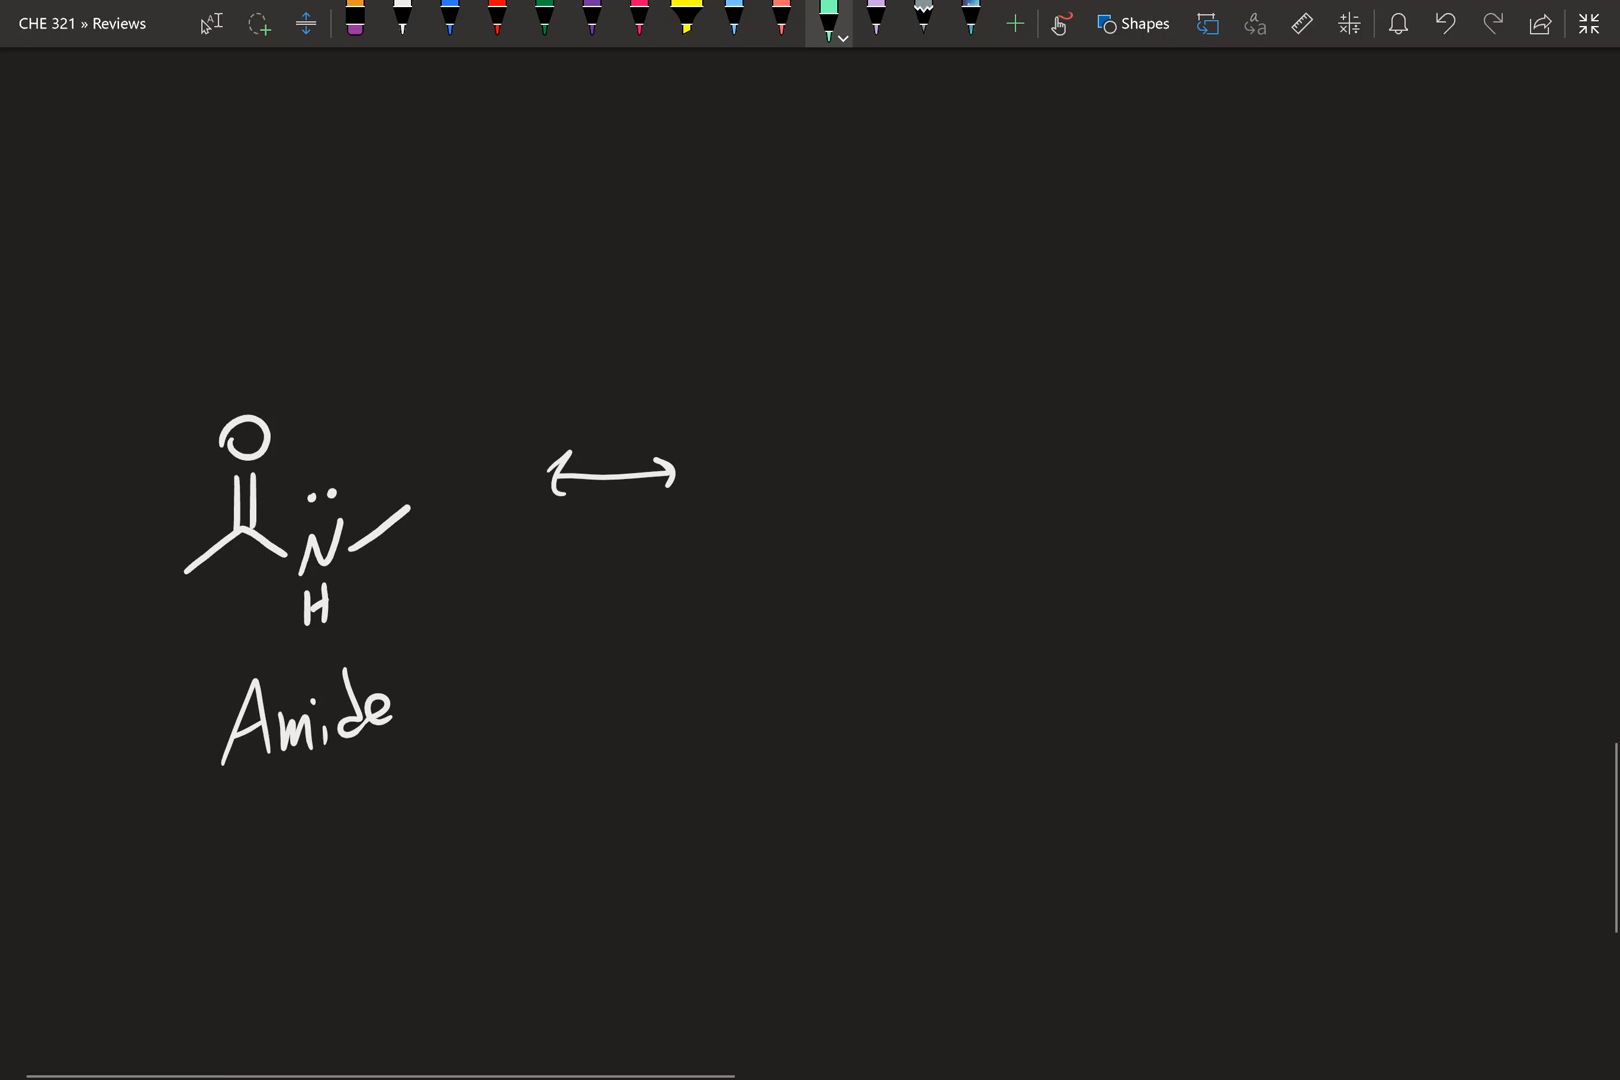 CHE 321 » Reviews
Shapes
O
N
H
Amide